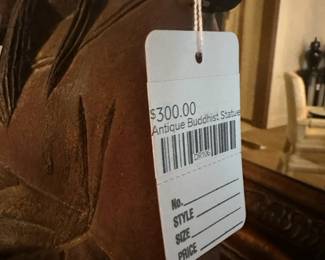 $300.00
Antique Buddhist Statue
No.
STYLE
SIZE
PRICE